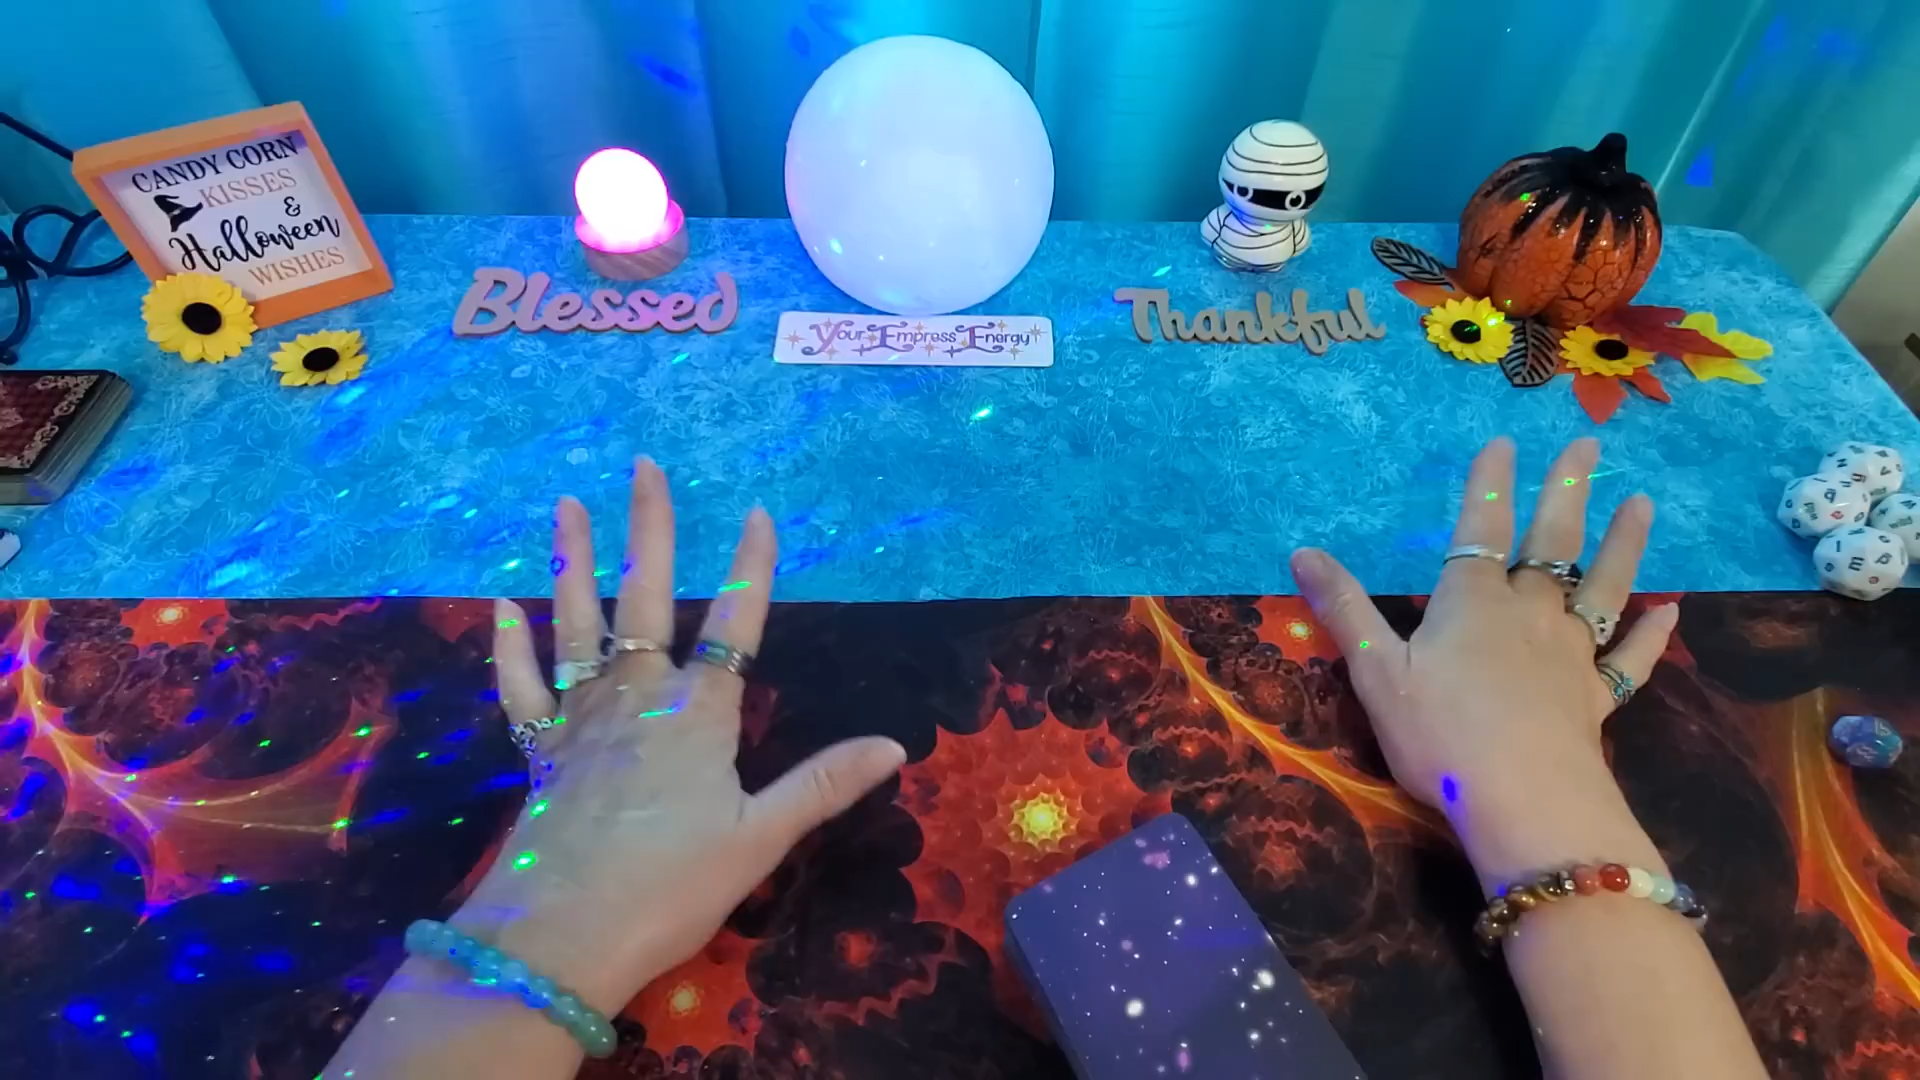 CANDY CORN
KISSES
&
Halloween
WISHES
Blessed
Your Empress Energy
Thankful